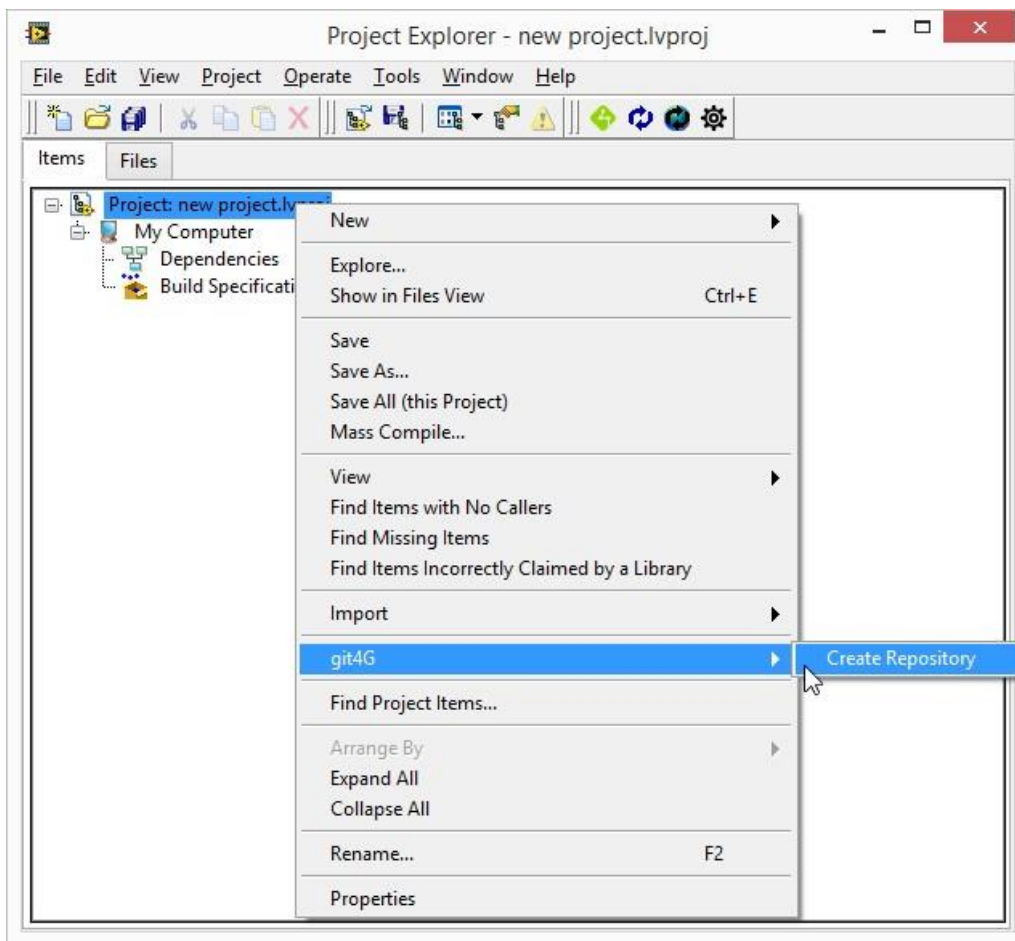 Project Explorer - new project.lvproj
File Edit View Project Operate Tools Window Help
Items Files
Project: new
My Computer
Dependencies
Build
New
Explore...
Show in Files View Ctrl+E
Save
Save As...
Save All (this Project)
Mass Compile...
View
Find Items with No Callers
Find Missing Items
Find Items Incorrectly Claimed by a Library
Import
git4G
Create Repository
Find Project Items...
Arrange By
Expand All
Collapse All
Rename... F2
Properties